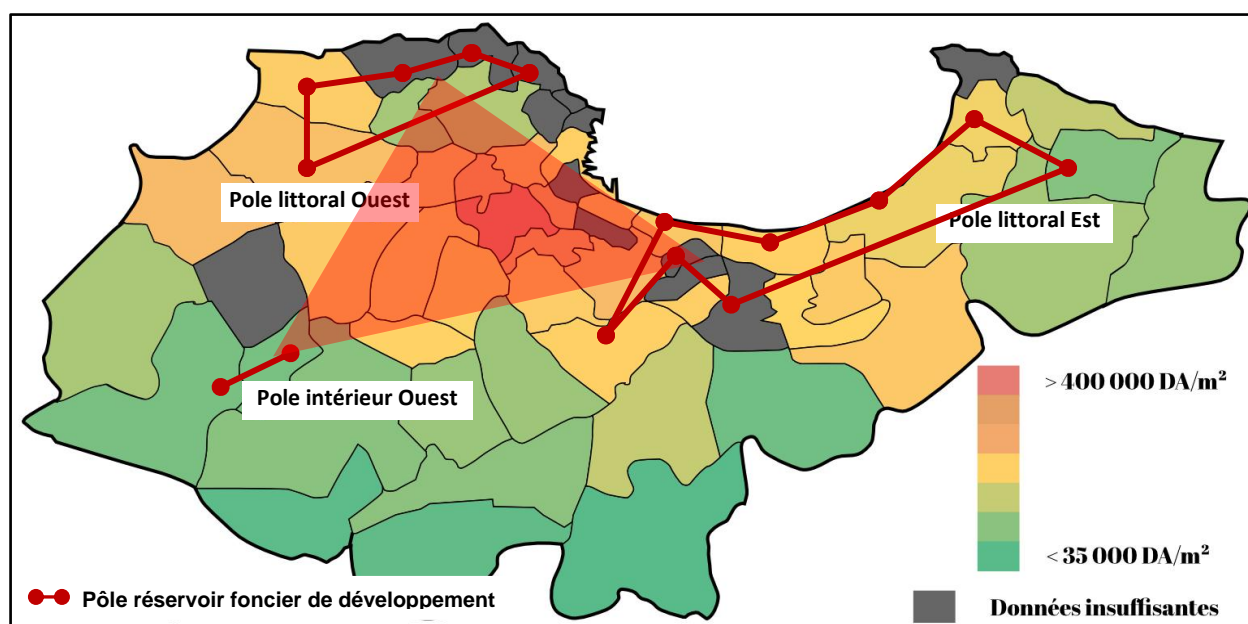 Pole littoral Ouest
Pole littoral Est
Pole intérieur Ouest
> 400 000 DA/m²
< 35 000 DA/m²
Pôle réservoir foncier de développement
Données insuffisantes